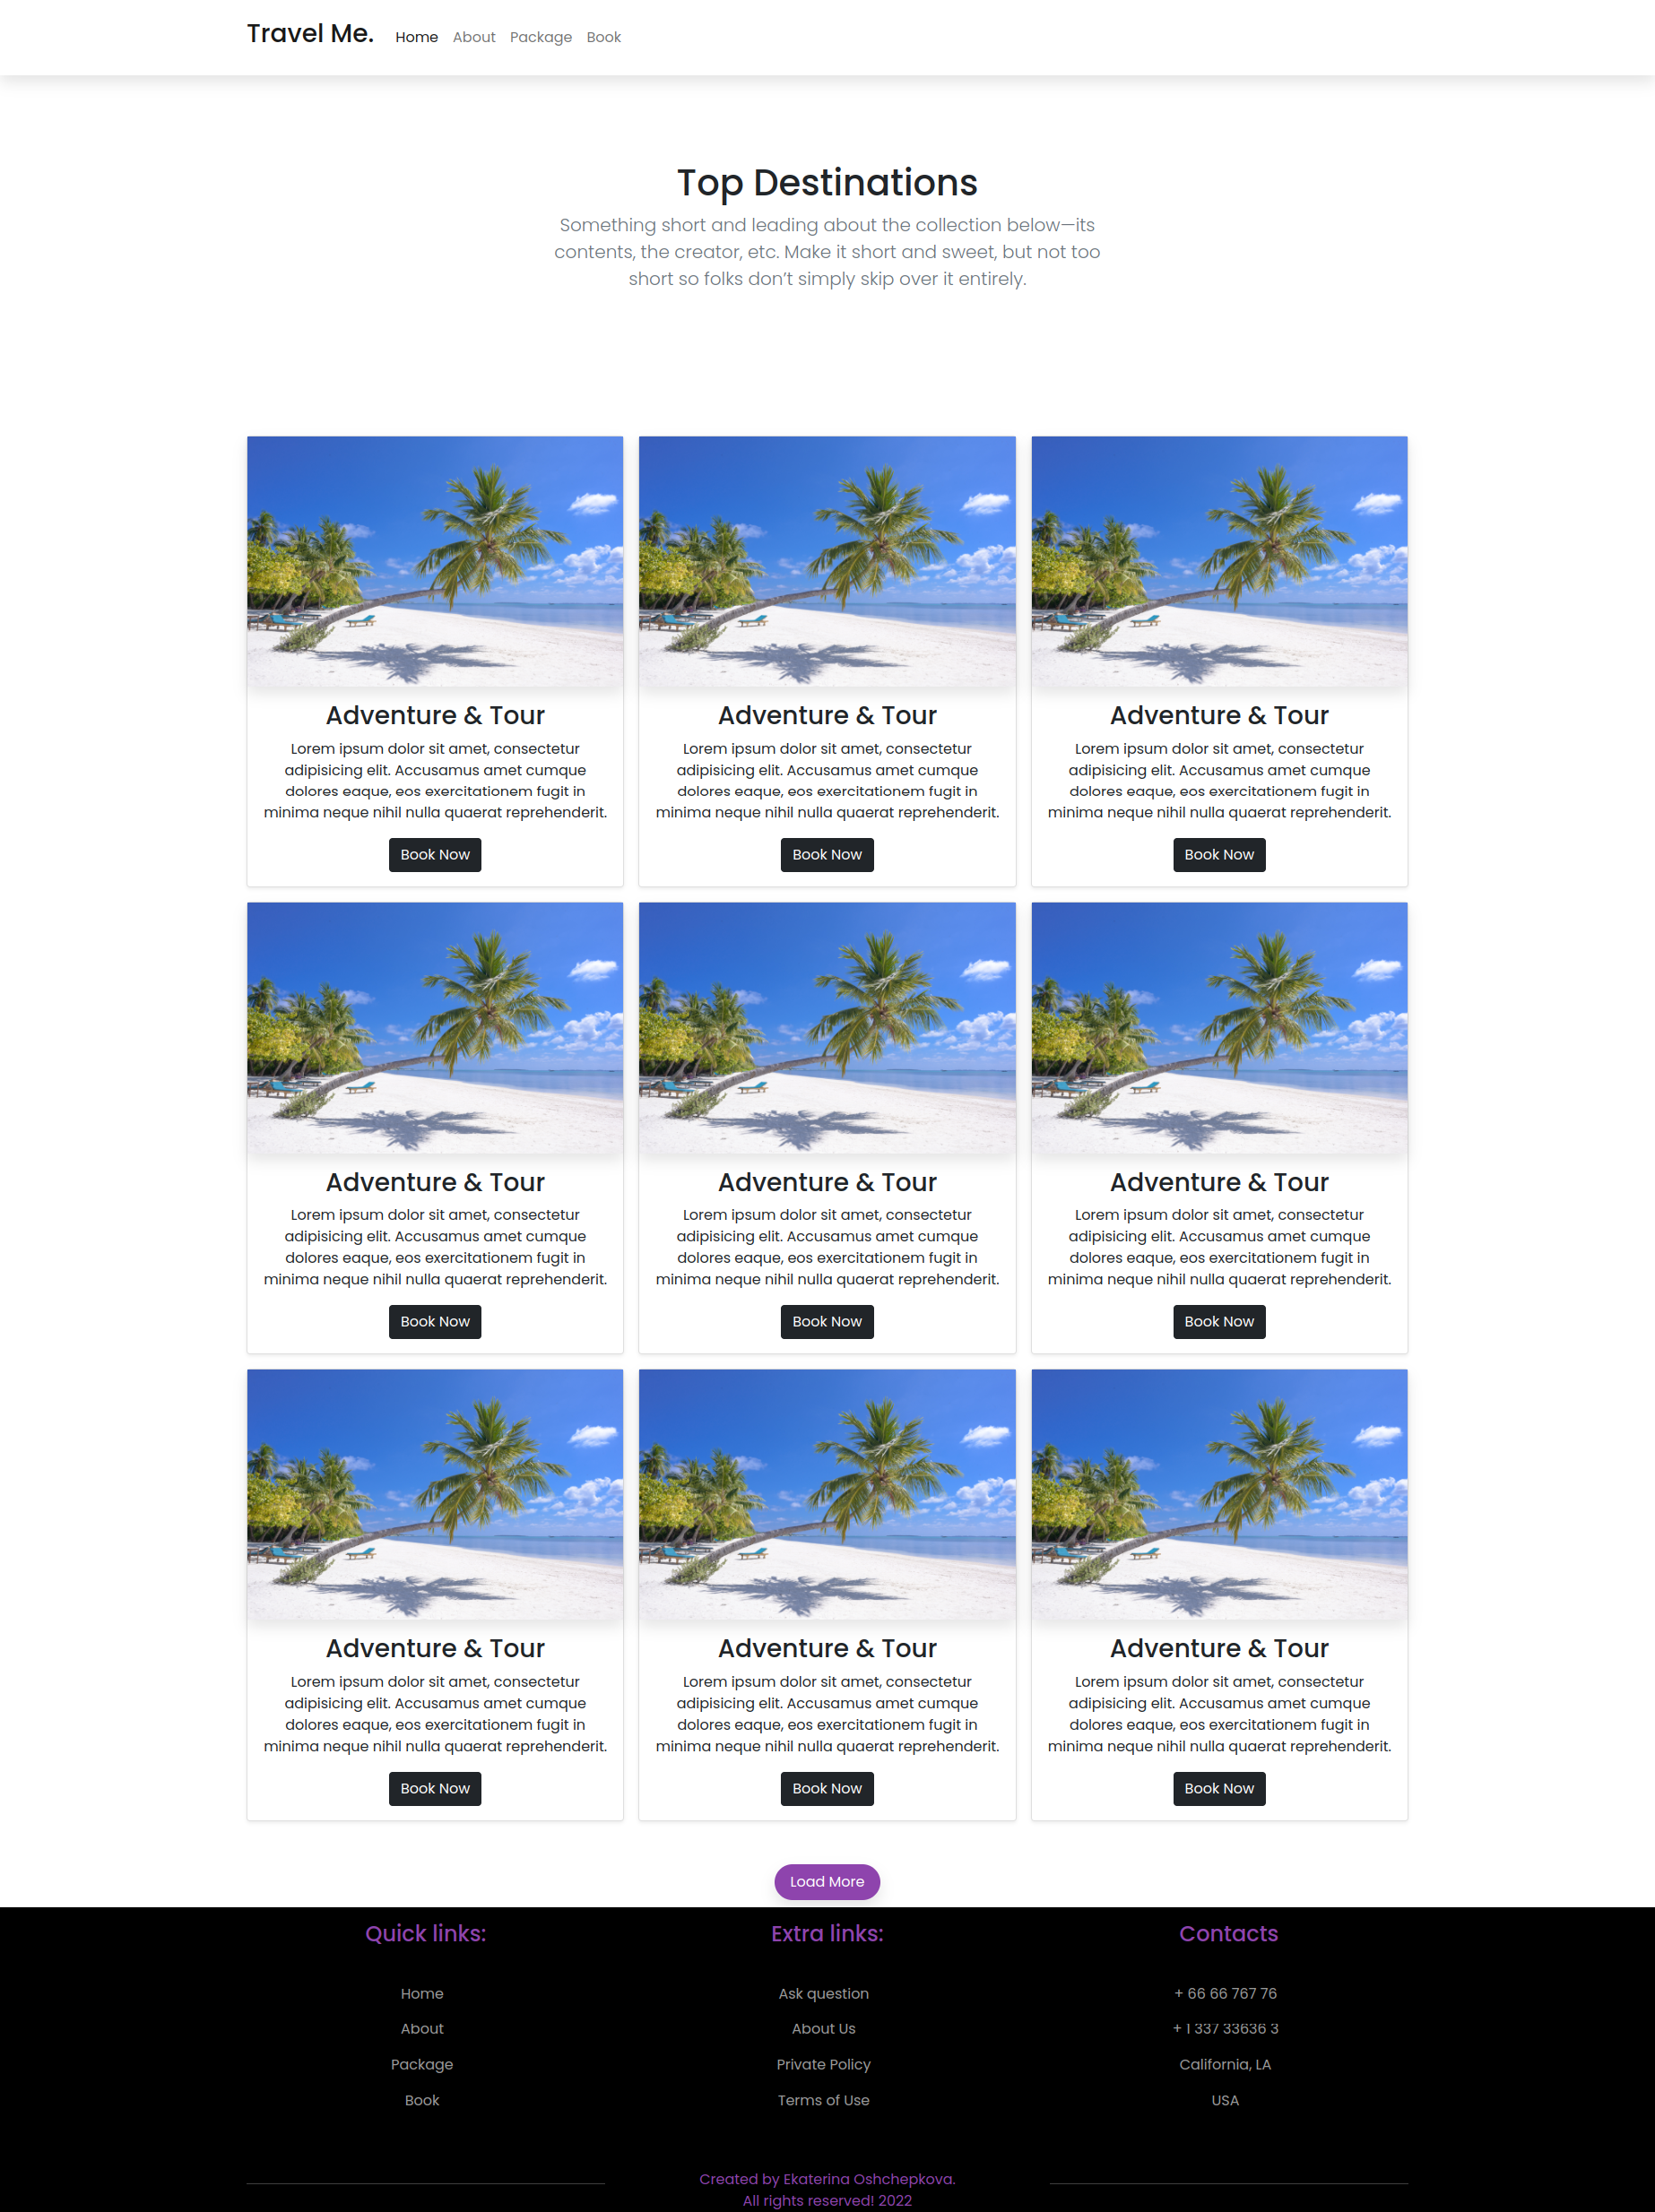 Travel Me. Home About Package Book
Top Destinations
Something short and leading about the collection below—its
contents, the creator, etc. Make it short and sweet, but not too
short so folks don’t simply skip over it entirely.
Adventure & Tour
Lorem ipsum dolor sit amet, consectetur
adipisicing elit. Accusamus amet cumque
dolores eaque, eos exercitationem fugit in
minima neque nihil nulla quaerat reprehenderit.
Book Now
Adventure & Tour
Lorem ipsum dolor sit amet, consectetur
adipisicing elit. Accusamus amet cumque
dolores eaque, eos exercitationem fugit in
minima neque nihil nulla quaerat reprehenderit.
Book Now
Adventure & Tour
Lorem ipsum dolor sit amet, consectetur
adipisicing elit. Accusamus amet cumque
dolores eaque, eos exercitationem fugit in
minima neque nihil nulla quaerat reprehenderit.
Book Now
Adventure & Tour
Lorem ipsum dolor sit amet, consectetur
adipisicing elit. Accusamus amet cumque
dolores eaque, eos exercitationem fugit in
minima neque nihil nulla quaerat reprehenderit.
Book Now
Adventure & Tour
Lorem ipsum dolor sit amet, consectetur
adipisicing elit. Accusamus amet cumque
dolores eaque, eos exercitationem fugit in
minima neque nihil nulla quaerat reprehenderit.
Book Now
Adventure & Tour
Lorem ipsum dolor sit amet, consectetur
adipisicing elit. Accusamus amet cumque
dolores eaque, eos exercitationem fugit in
minima neque nihil nulla quaerat reprehenderit.
Book Now
Adventure & Tour
Lorem ipsum dolor sit amet, consectetur
adipisicing elit. Accusamus amet cumque
dolores eaque, eos exercitationem fugit in
minima neque nihil nulla quaerat reprehenderit.
Book Now
Adventure & Tour
Lorem ipsum dolor sit amet, consectetur
adipisicing elit. Accusamus amet cumque
dolores eaque, eos exercitationem fugit in
minima neque nihil nulla quaerat reprehenderit.
Book Now
Adventure & Tour
Lorem ipsum dolor sit amet, consectetur
adipisicing elit. Accusamus amet cumque
dolores eaque, eos exercitationem fugit in
minima neque nihil nulla quaerat reprehenderit.
Book Now
Load More
Quick links:
Home
About
Package
Book
Extra links:
Ask question
About Us
Private Policy
Terms of Use
Contacts
+ 66 66 767 76
+ 1 337 33636 3
California, LA
USA
Created by Ekaterina Oshchepkova.
All rights reserved! 2022